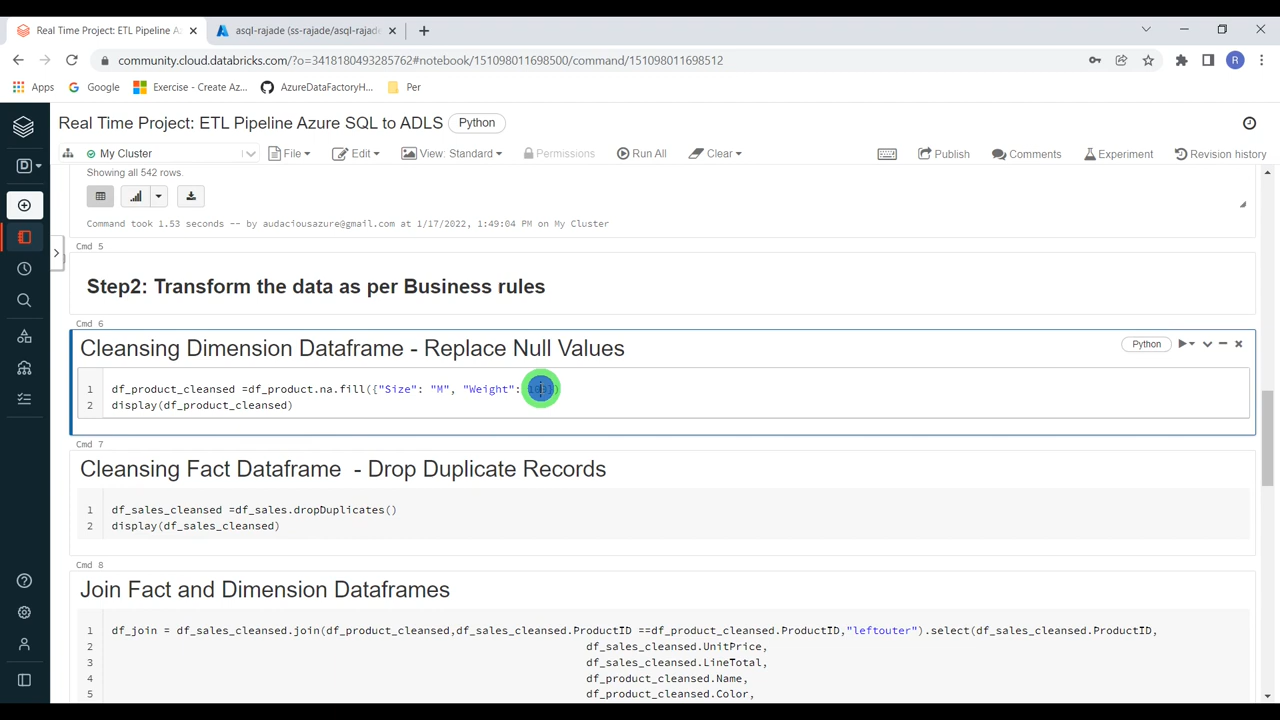 Real Time Project: ETL Pipeline A
asql-rajade (ss-rajade/asql-rajad
community.cloud.databricks.com/?o=3418180493285762#notebook/151098011698500/command/151098011698512
R
Apps
Google
Exercise - Create Az...
AzureDataFactoryH...
Per
Real Time Project: ETL Pipeline Azure SQL to ADLS
Python
My Cluster
File
Edit
View: Standard
Permissions
Run All
Clear
Publish
Comments
Experiment
Revision history
Showing all 542 rows.
Command took 1.53 seconds -- by audaciousazure@gmail.com at 1/17/2022, 1:49:04 PM on My Cluster
Cmd 5
Step2: Transform the data as per Business rules
Cmd 6
Cleansing Dimension Dataframe - Replace Null Values
Python
1 df_product_cleansed =df_product.na.fill({"Size": "M", "Weight":
2 display(df_product_cleansed)
Cmd 7
Cleansing Fact Dataframe - Drop Duplicate Records
1 df_sales_cleansed =df_sales.dropDuplicates()
2 display(df_sales_cleansed)
Cmd 8
Join Fact and Dimension Dataframes
1 df_join = df_sales_cleansed.join(df_product_cleansed,df_sales_cleansed.ProductID ==df_product_cleansed.ProductID,"leftouter").select(df_sales_cleansed.ProductID,
2 df_sales_cleansed.UnitPrice,
3 df_sales_cleansed.LineTotal,
4 df_product_cleansed.Name,
5 df_product_cleansed.Color,